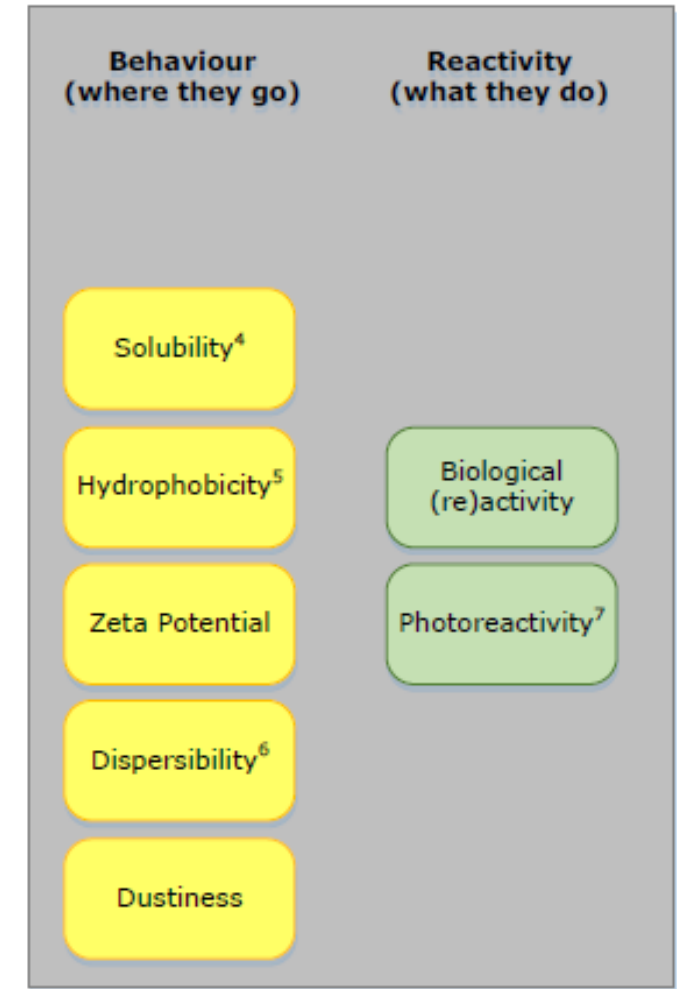 Behaviour
(where they go)
Reactivity
(what they do)
Solubility⁴
Hydrophobicity⁵
Zeta Potential
Dispersibility⁶
Dustiness
Biological
(re)activity
Photoreactivity⁷